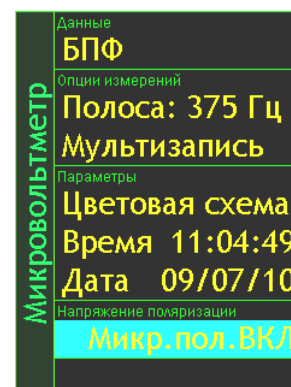 Микровольтметр
Данные
БПФ
Опции измерений
Полоса: 375 Гц
Мультизапись
Параметры
Цветовая схема
Время 11:04:49
Дата 09/07/10
Напряжение поляризации
Микр.пол.ВКЛ